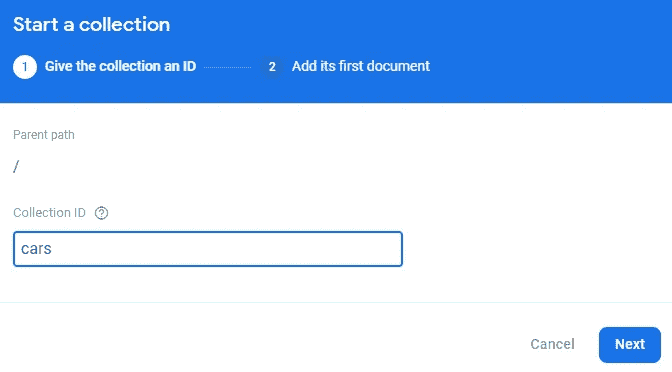 Start a collection
1 Give the collection an ID 2 Add its first document
Parent path
/
Collection ID ?
cars
Cancel Next